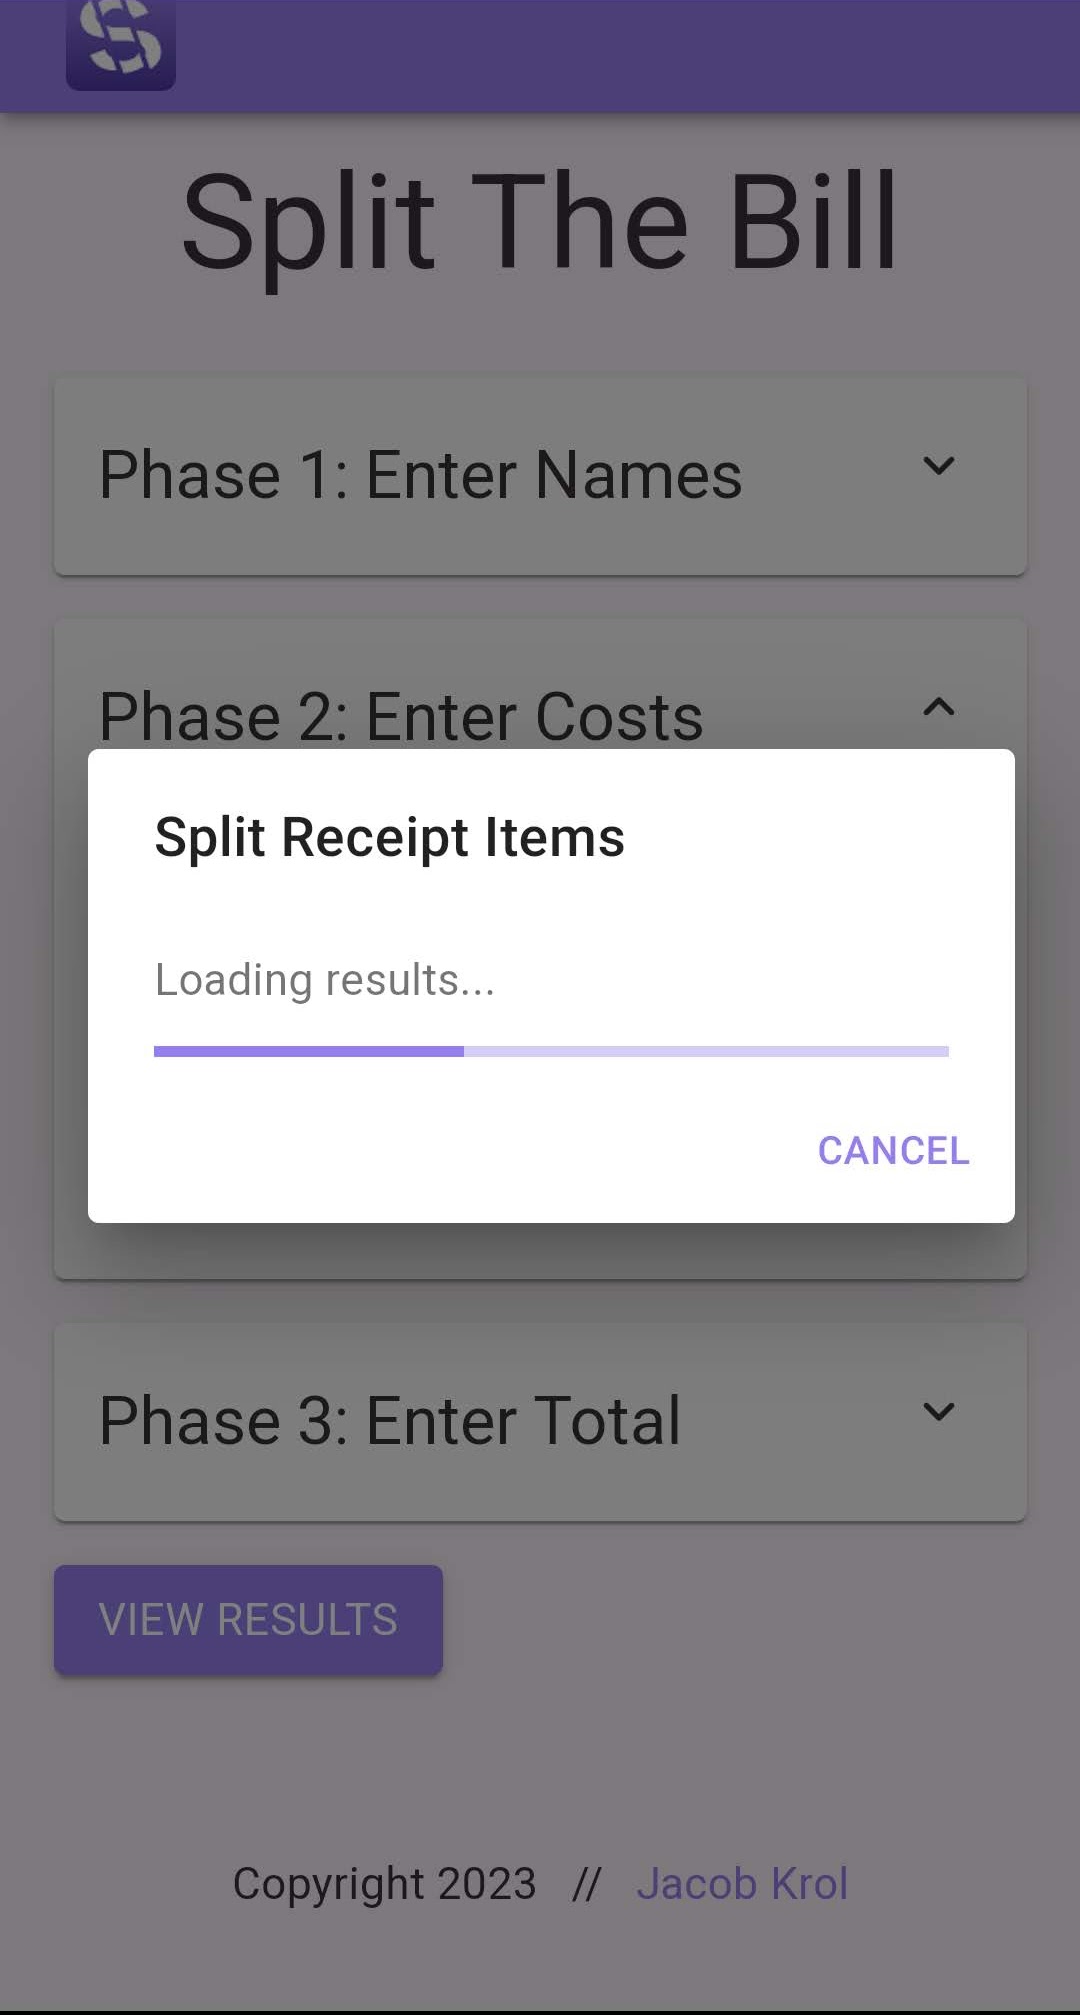 S
Split The Bill
Phase 1: Enter Names
Phase 2: Enter Costs
Split Receipt Items
Loading results...
CANCEL
Phase 3: Enter Total
VIEW RESULTS
Copyright 2023 // Jacob Krol